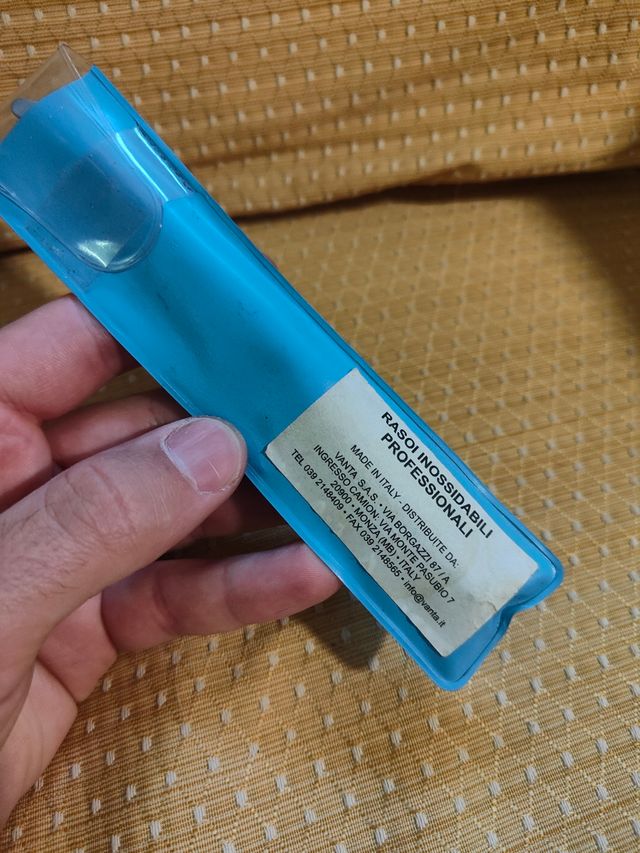 RASOI INOSSIDABILI
PROFESSIONALI
MADE IN ITALY - DISTRIBUITE DA:
VANTA S.A.S. • VIA BORGAZZI 87 / A
INGRESSO CAMION: VIA MONTE PASUBIO 7
20900 • MONZA (MB) • ITALY
TEL 039 2148409 • FAX 039 2148565 • info@vanta.it